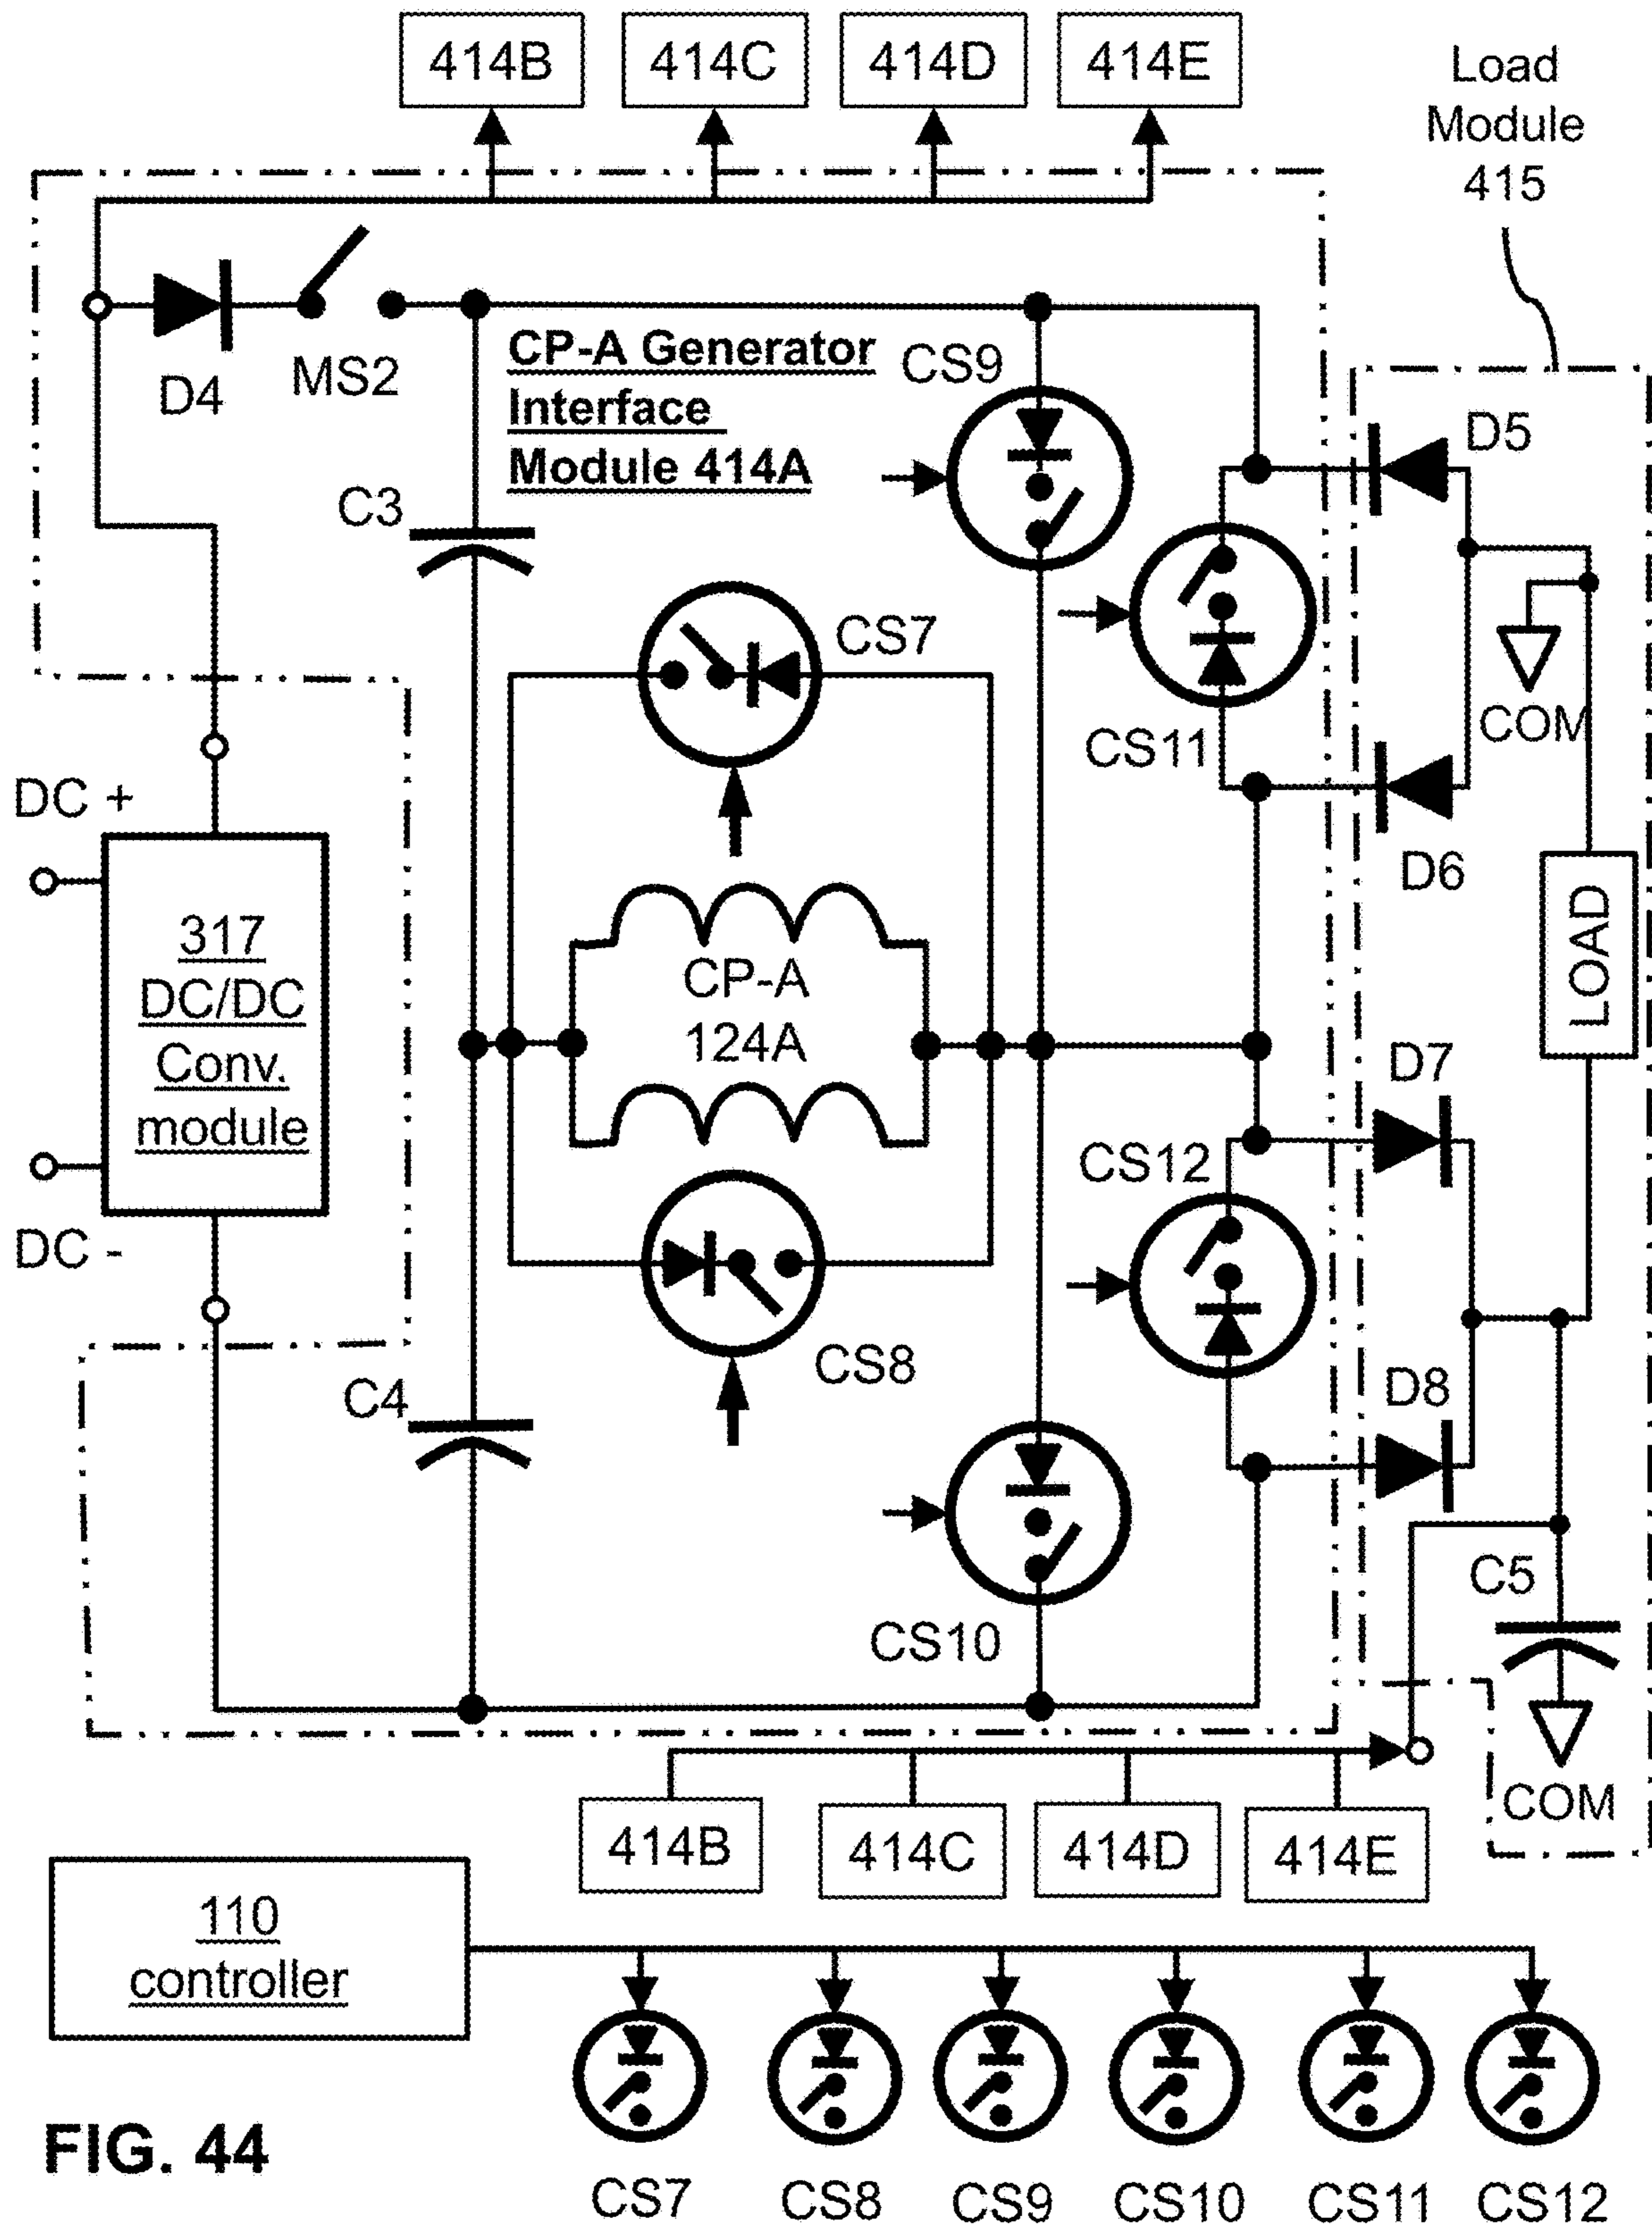 414B
414C
414D
414E
Load
Module
415
D4
MS2
CP-A Generator
Interface
Module 414A
CS9
D5
C3
CS7
COM
CS11
DC +
D6
317
DC/DC
Conv.
module
CP-A
124A
LOAD
D7
CS12
DC -
CS8
D8
C4
C5
CS10
COM
414B
414C
414D
414E
110
controller
FIG. 44
CS7
CS8
CS9
CS10
CS11
CS12